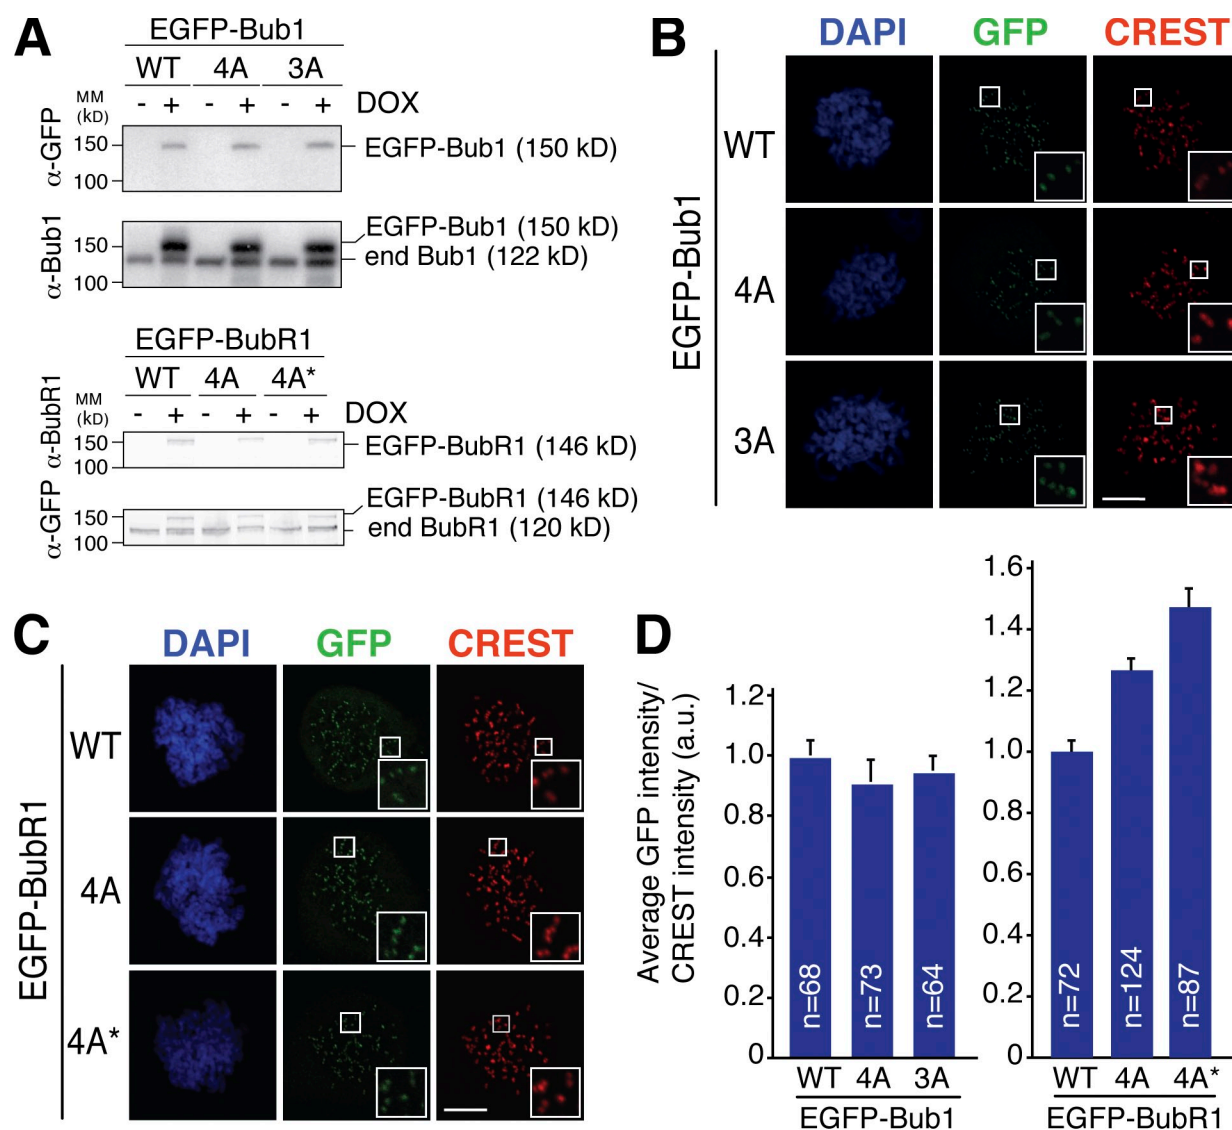 A
EGFP-Bub1
WT 4A 3A
MM
(kD)
- + - + - + DOX
α-GFP
150
100
EGFP-Bub1 (150 kD)
α-Bub1
150
100
EGFP-Bub1 (150 kD)
end Bub1 (122 kD)
EGFP-BubR1
WT 4A 4A*
MM
(kD)
- + - + - + DOX
α-BubR1
150
100
EGFP-BubR1 (146 kD)
α-GFP
150
100
EGFP-BubR1 (146 kD)
end BubR1 (120 kD)
B
DAPI GFP CREST
EGFP-Bub1
WT
4A
3A
C
DAPI GFP CREST
EGFP-BubR1
WT
4A
4A*
D
Average GFP intensity/
CREST intensity (a.u.)
1.2
1.0
0.8
0.6
0.4
0.2
0
n=68 n=73 n=64
WT 4A 3A
EGFP-Bub1
1.6
1.4
1.2
1.0
0.8
0.6
0.4
0.2
0
n=72 n=124 n=87
WT 4A 4A*
EGFP-BubR1